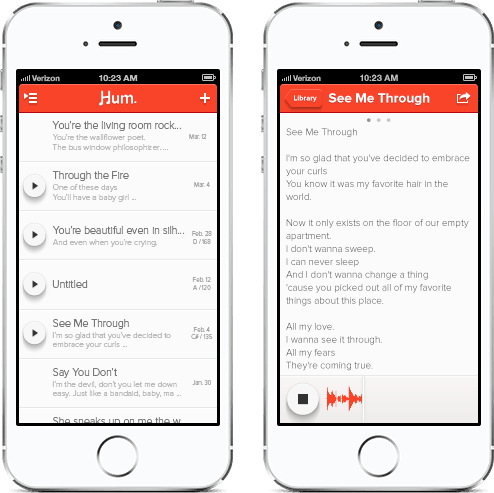 Verizon 10:23 AM
Hum.
You're the living room rock...
You're the wallflower poet.
The bus window philosophizer....
Mar. 12
Through the Fire
One of these days
You'll have a baby girl ...
Mar. 4
You're beautiful even in silh...
And even when you're crying.
Feb. 28
D / 168
Untitled
Feb. 12
A / 120
See Me Through
I'm so glad that you've decided to
embrace your curls ...
Feb. 4
C# / 135
Say You Don't
I'm the devil, don't you let me down
easy. Just like a bandaid, baby, ma ...
Jan. 30
She sneaks up on me the w
Verizon 10:23 AM
Library
See Me Through
See Me Through
I'm so glad that you've decided to embrace
your curls
You know it was my favorite hair in the
world.
Now it only exists on the floor of our empty
apartment.
I don't wanna sweep.
I can never sleep
And I don't wanna change a thing
'cause you picked out all of my favorite
things about this place.
All my love.
I wanna see it through.
All my fears
They're coming true.